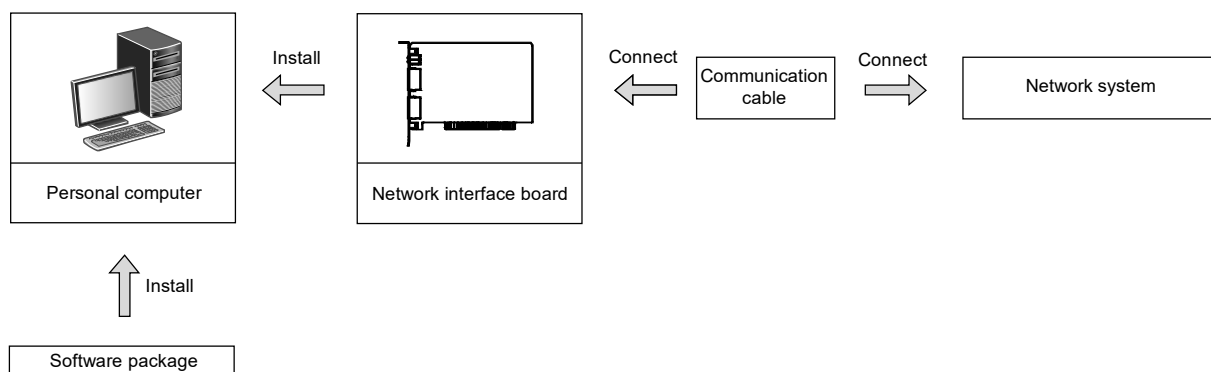 Install
Connect
Connect
Communication
cable
Network system
Personal computer
Network interface board
Install
Software package